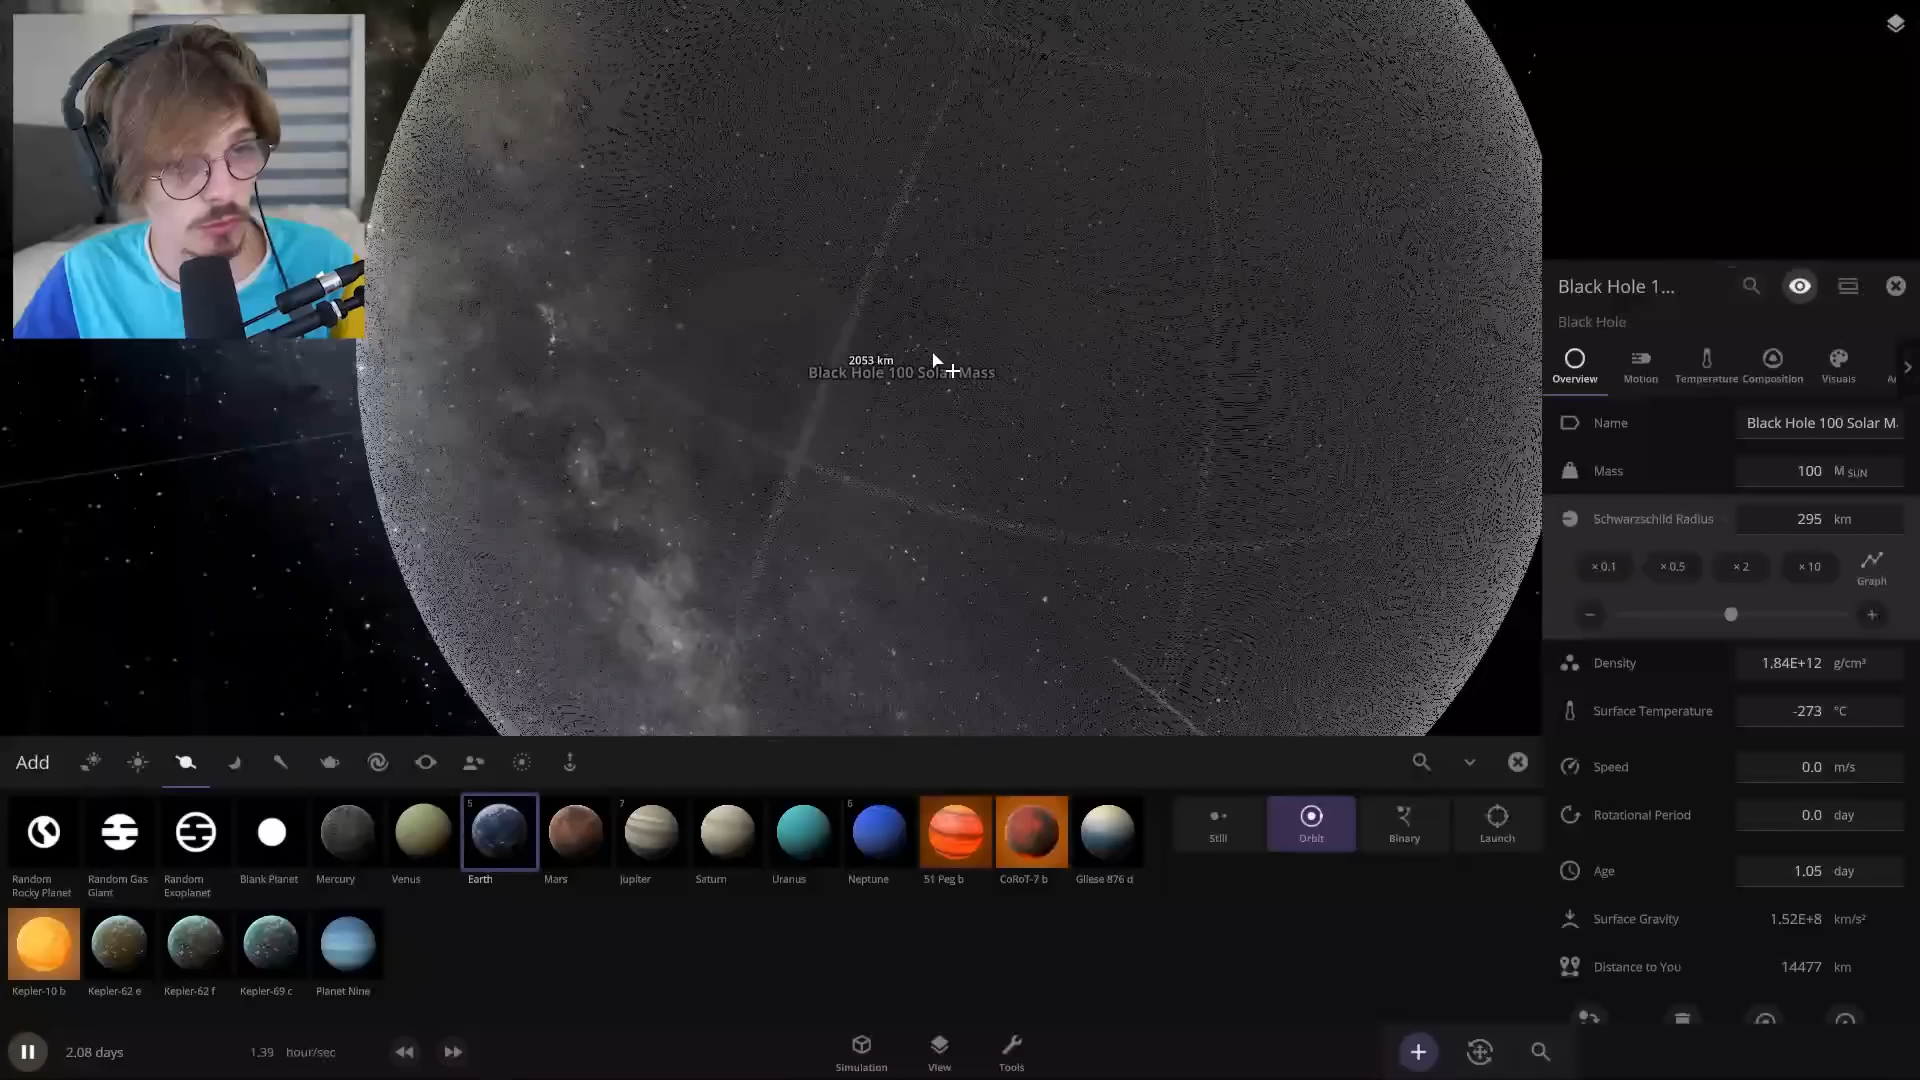 2053 km
Black Hole 100 Solar Mass
Black Hole 1...
Black Hole
Overview
Motion
Temperature
Composition
Visuals
Name
Black Hole 100 Solar M
Mass
100 M SUN
Schwarzschild Radius
295 km
× 0.1
× 0.5
× 2
× 10
Graph
Density
1.84E+12 g/cm³
Surface Temperature
-273 °C
Speed
0.0 m/s
Rotational Period
0.0 day
Age
1.05 day
Surface Gravity
1.52E+8 km/s²
Distance to You
14477 km
Add
5
7
6
Random
Rocky Planet
Random Gas
Giant
Random
Exoplanet
Blank Planet
Mercury
Venus
Earth
Mars
Jupiter
Saturn
Uranus
Neptune
51 Peg b
CoRoT-7 b
Gliese 876 d
Still
Orbit
Binary
Launch
Kepler-10 b
Kepler-62 e
Kepler-62 f
Kepler-69 c
Planet Nine
2.08 days
1.39 hour/sec
Simulation
View
Tools